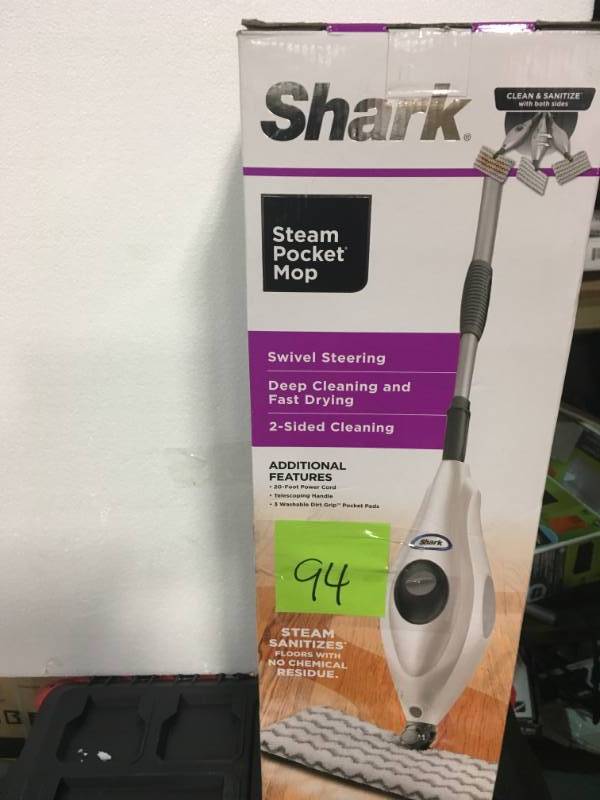 Shark®
CLEAN & SANITIZE
with both sides
Steam
Pocket®
Mop
Swivel Steering
Deep Cleaning and
Fast Drying
2-Sided Cleaning
ADDITIONAL
FEATURES
• 20-Foot Power Cord
• Telescoping Handle
• 3 Washable Dirt Grip™ Pocket Pads
Shark
94
STEAM
SANITIZES*
FLOORS WITH
NO CHEMICAL
RESIDUE.